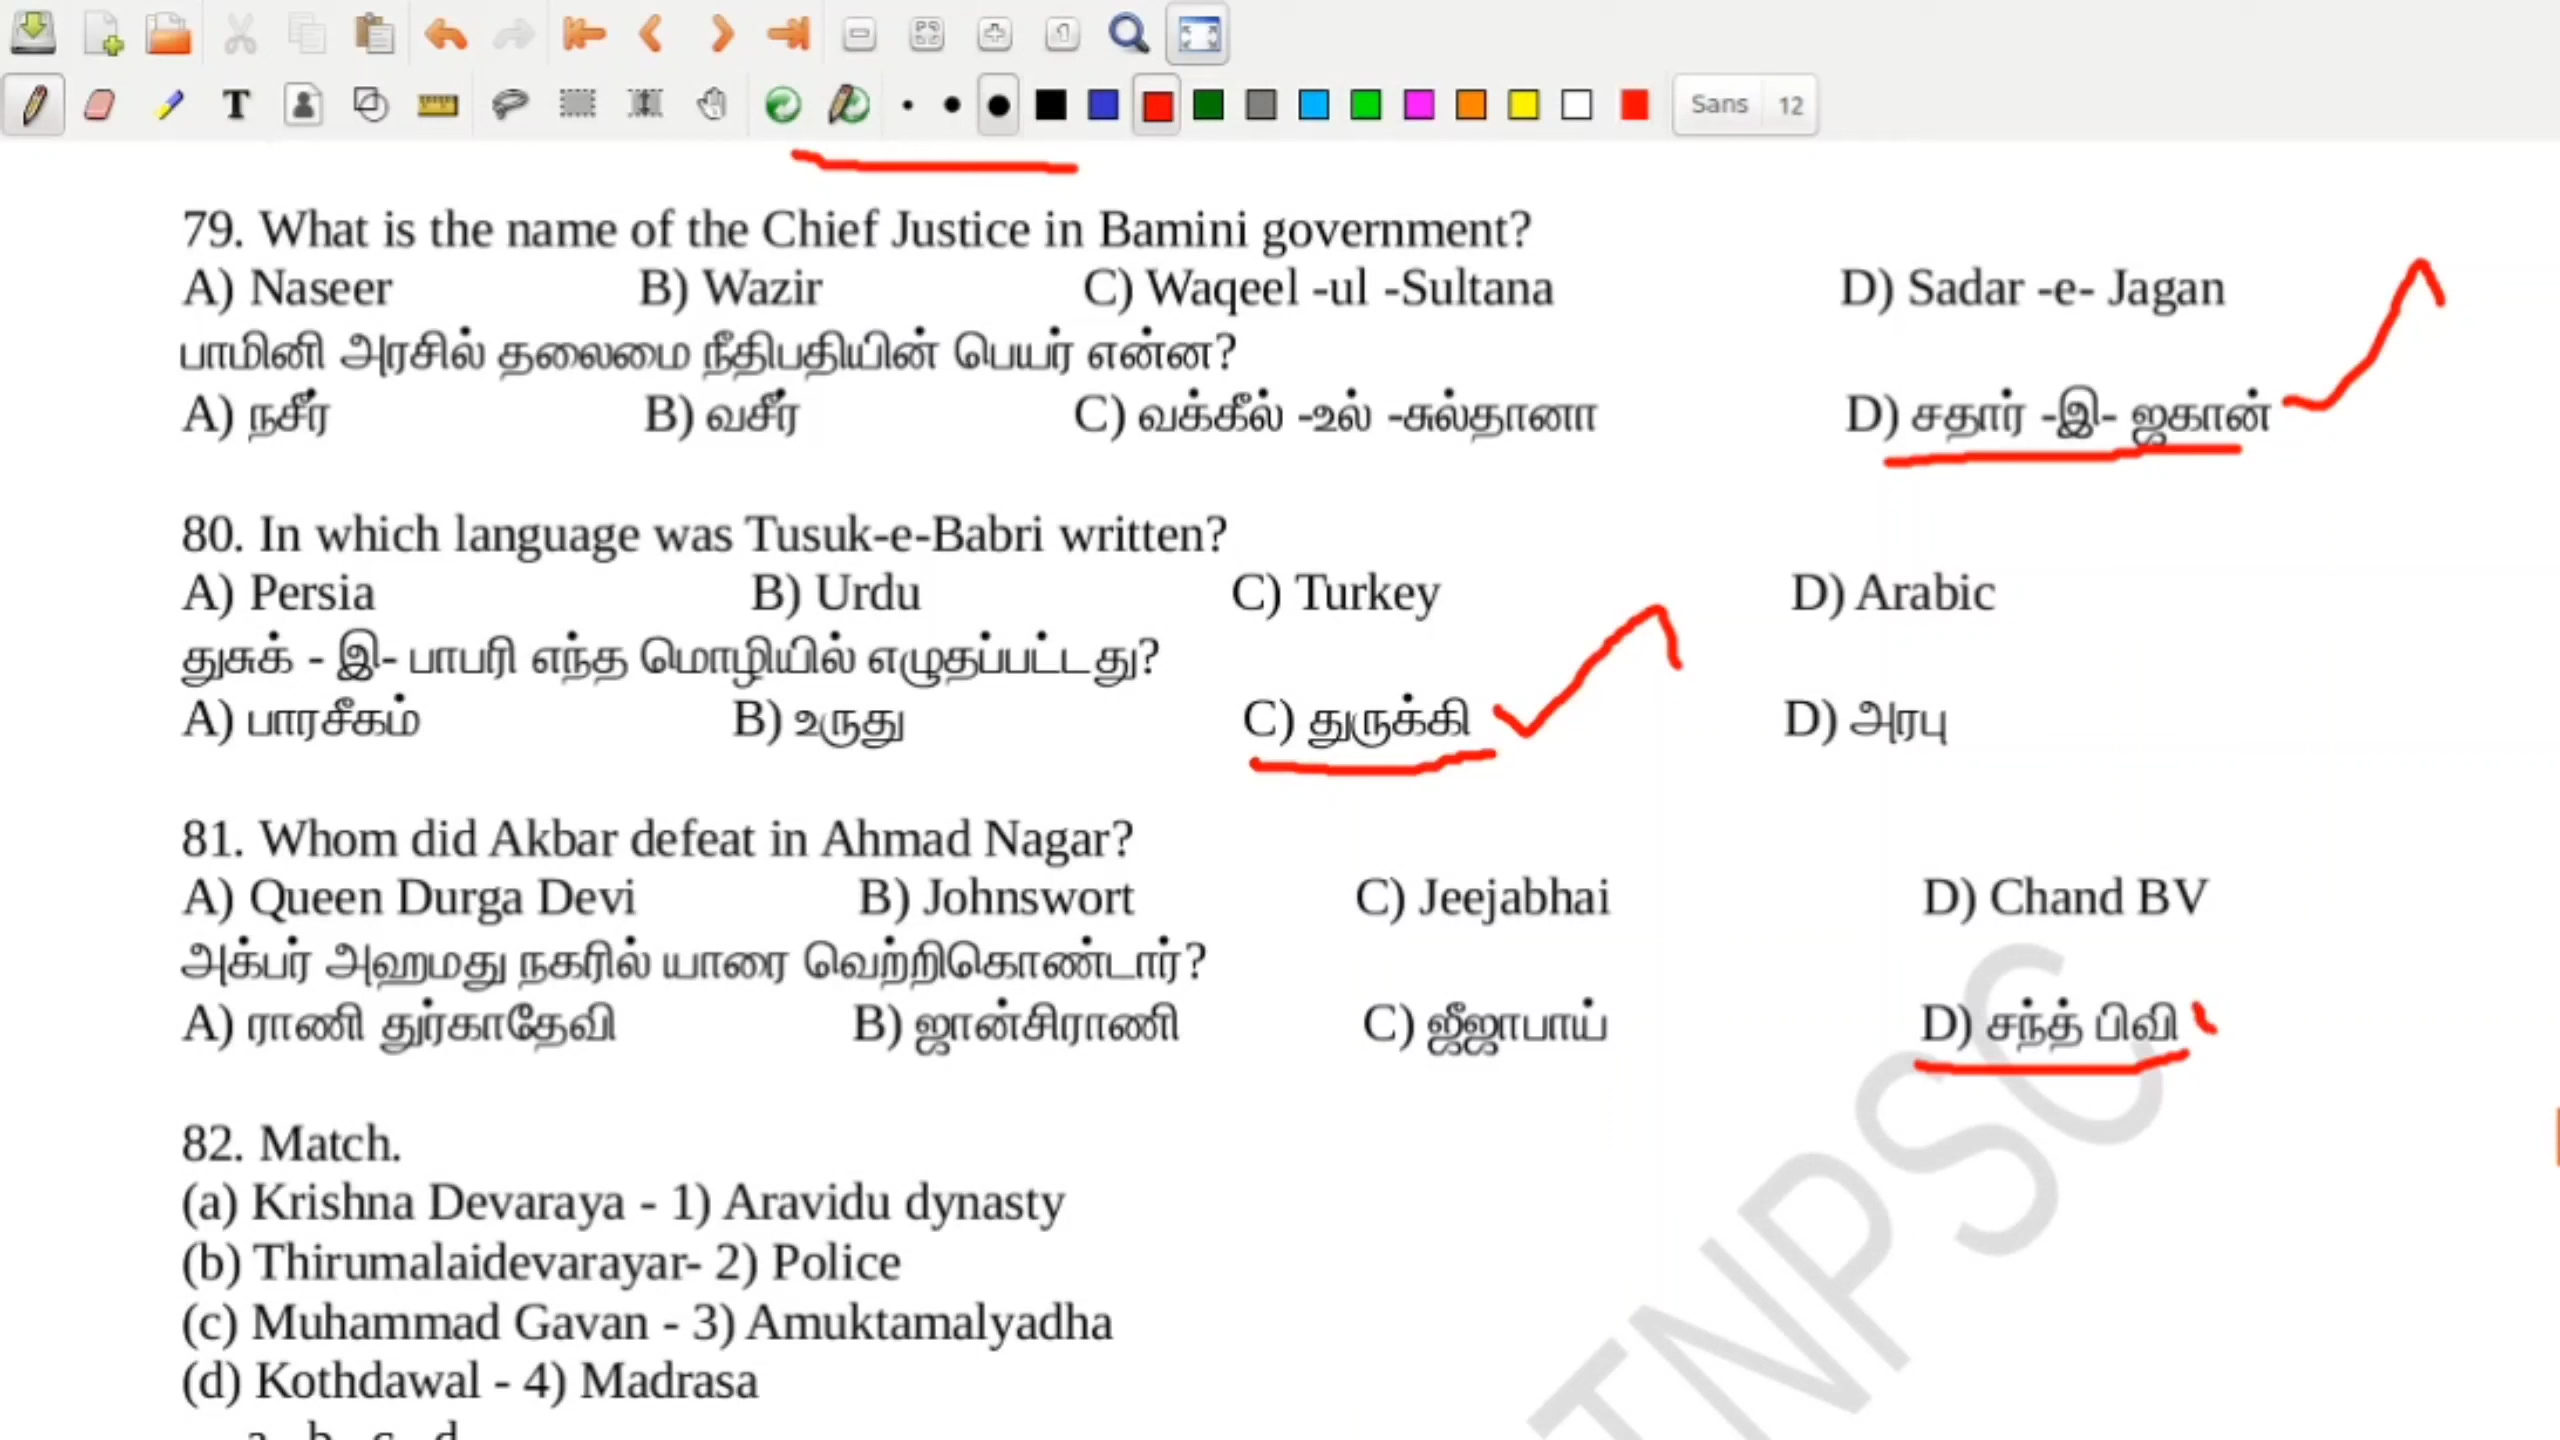 T Sans 12
79. What is the name of the Chief Justice in Bamini government?
A) Naseer B) Wazir C) Waqeel -ul -Sultana D) Sadar -e- Jagan
பாமினி அரசில் தலைமை நீதிபதியின் பெயர் என்ன?
A) நசீர் B) வசீர் C) வக்கீல் -உல் -சுல்தானா D) சதார் -இ- ஜகான்
80. In which language was Tusuk-e-Babri written?
A) Persia B) Urdu C) Turkey D) Arabic
துசுக் - இ- பாபரி எந்த மொழியில் எழுதப்பட்டது?
A) பாரசீகம் B) உருது C) துருக்கி D) அரபு
81. Whom did Akbar defeat in Ahmad Nagar?
A) Queen Durga Devi B) Johnswort C) Jeejabhai D) Chand BV
அக்பர் அஹமது நகரில் யாரை வெற்றிகொண்டார்?
A) ராணி துர்காதேவி B) ஜான்சிராணி C) ஜீஜாபாய் D) சந்த் பிவி
82. Match.
(a) Krishna Devaraya - 1) Aravidu dynasty
(b) Thirumalaidevarayar- 2) Police
(c) Muhammad Gavan - 3) Amuktamalyadha
(d) Kothdawal - 4) Madrasa
a b c d
TNPSC